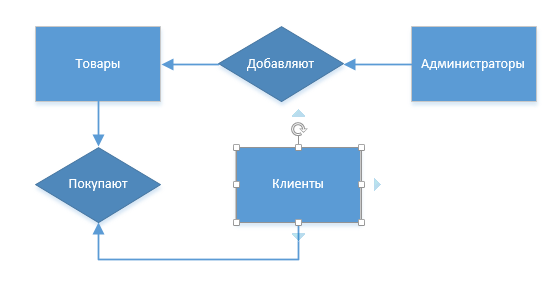 Товары
Добавляют
Администраторы
Покупают
Клиенты